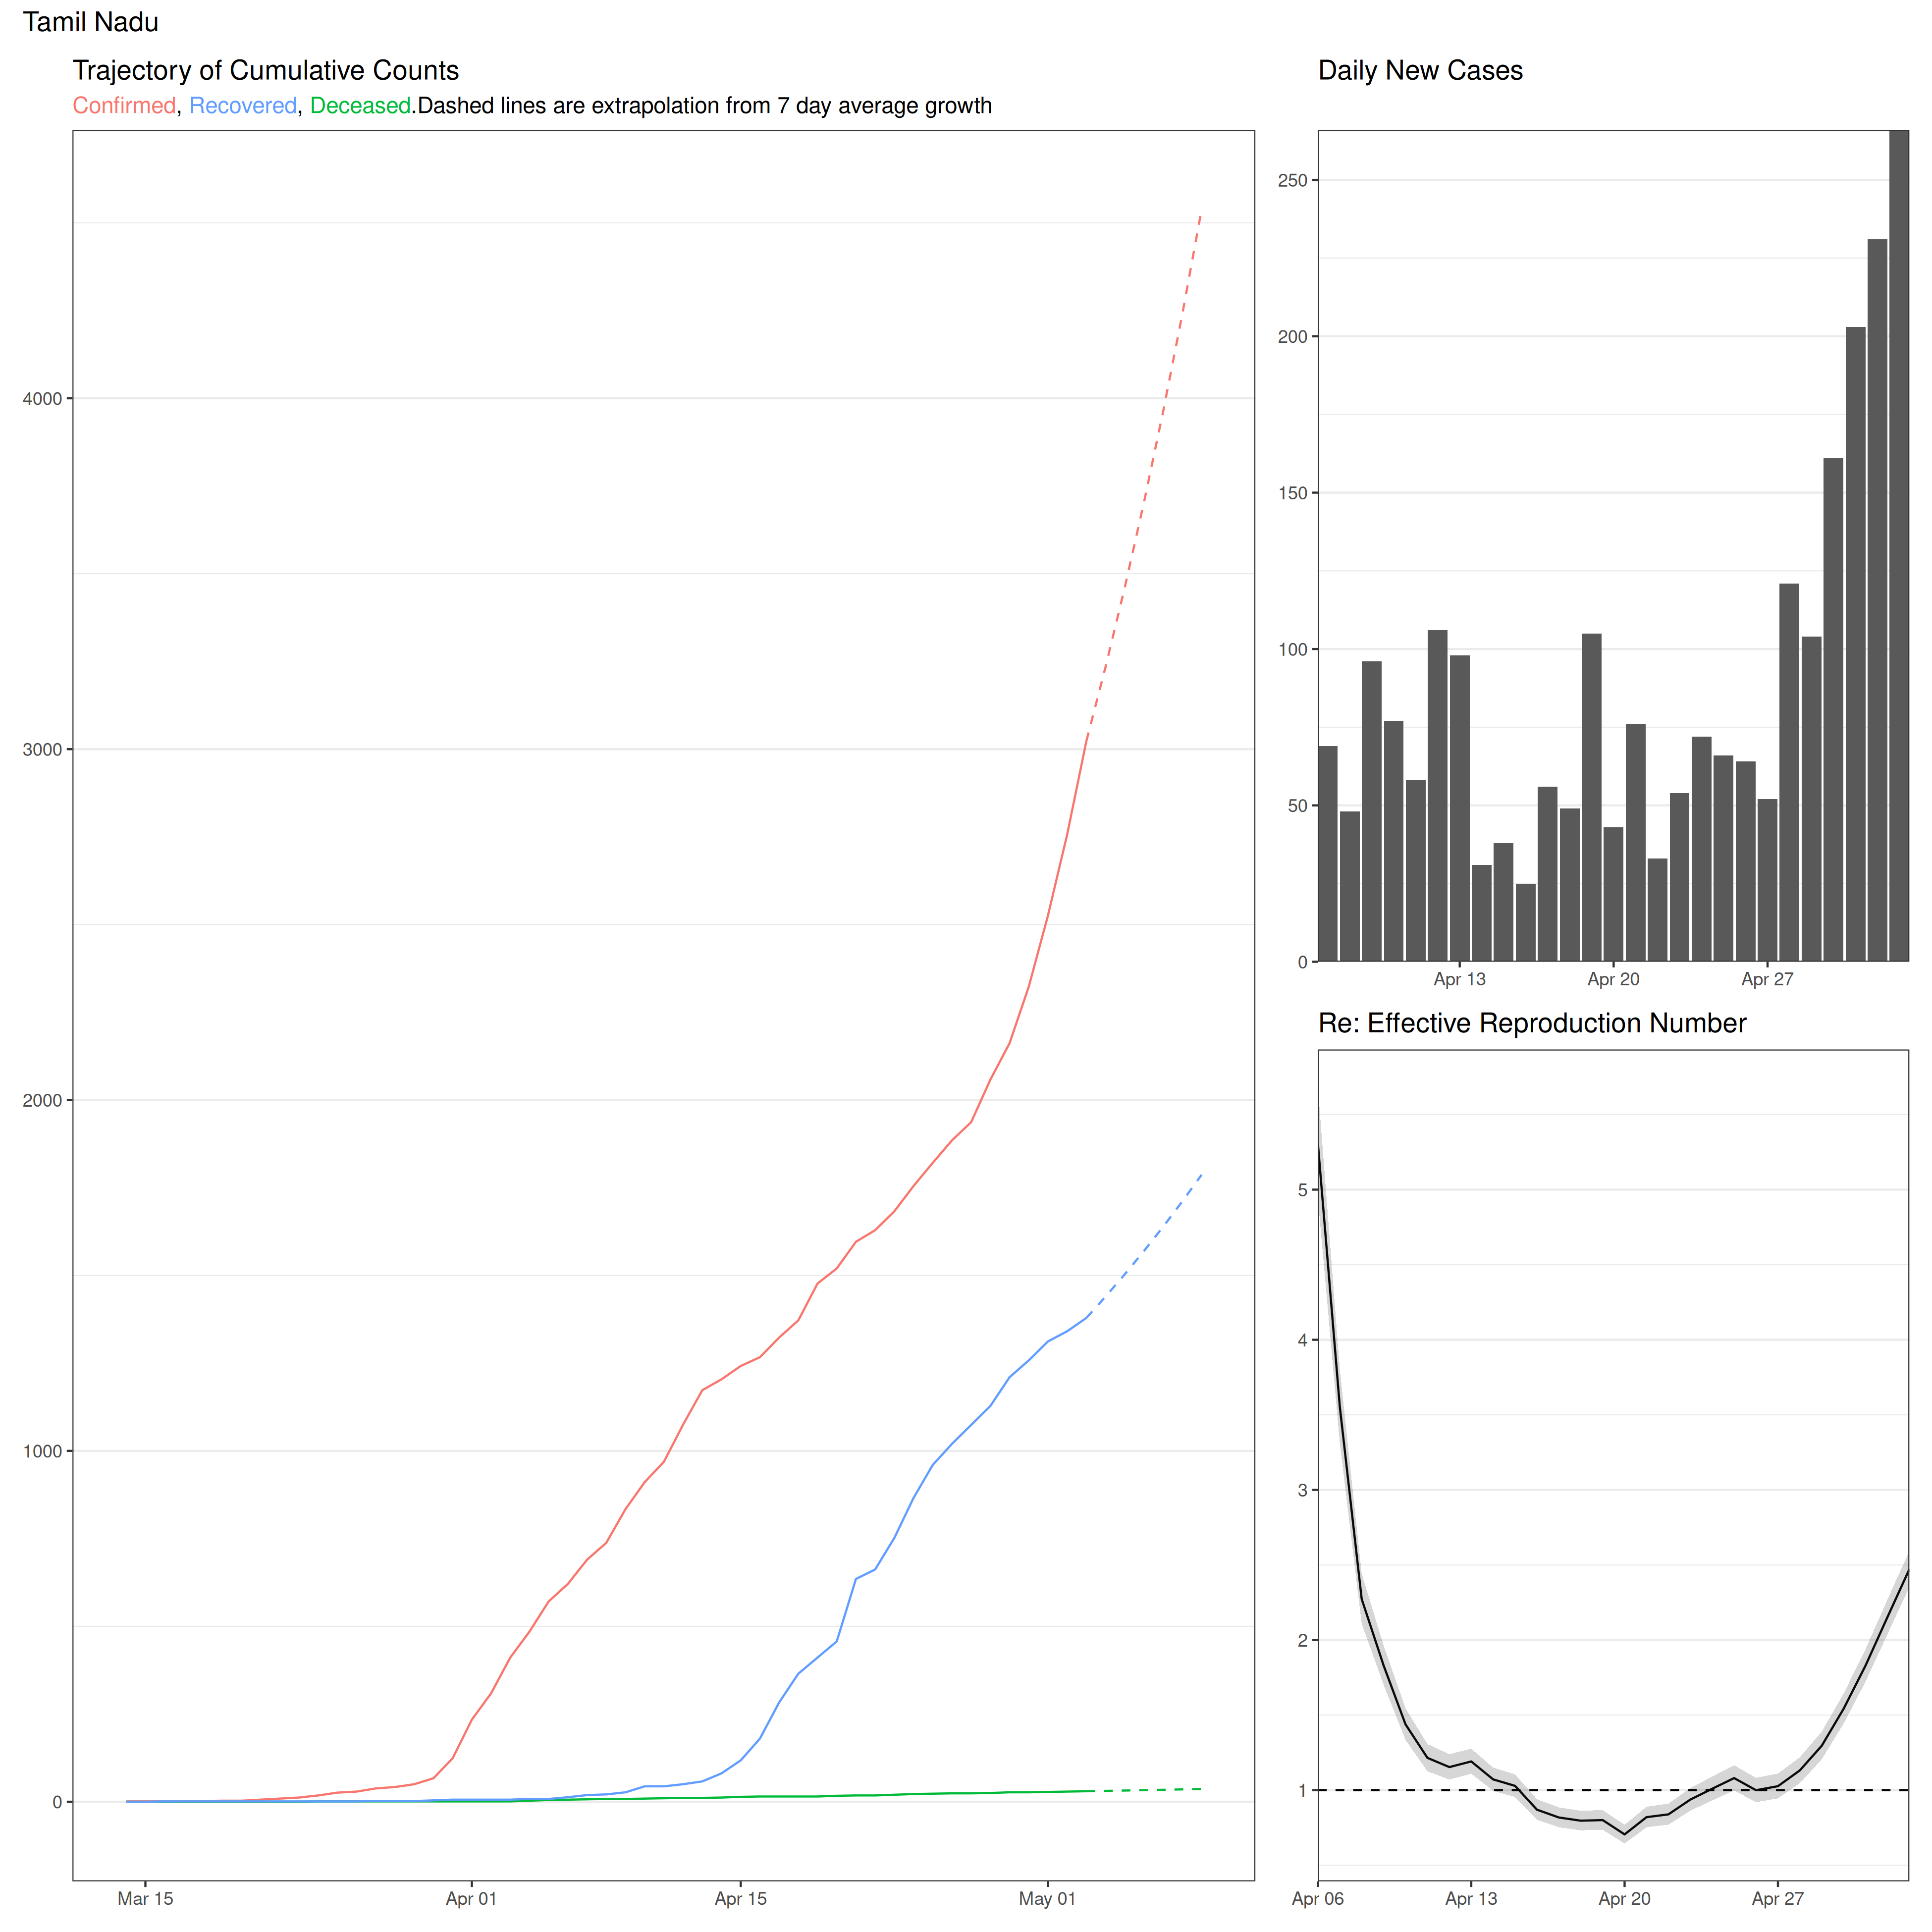 Tamil Nadu
Trajectory of Cumulative Counts
Confirmed, Recovered, Deceased.Dashed lines are extrapolation from 7 day average growth
4000
3000
2000
1000
0
Mar 15 Apr 01 Apr 15 May 01
Daily New Cases
250
200
150
100
50
0
Apr 13 Apr 20 Apr 27
Re: Effective Reproduction Number
5
4
3
2
1
Apr 06 Apr 13 Apr 20 Apr 27